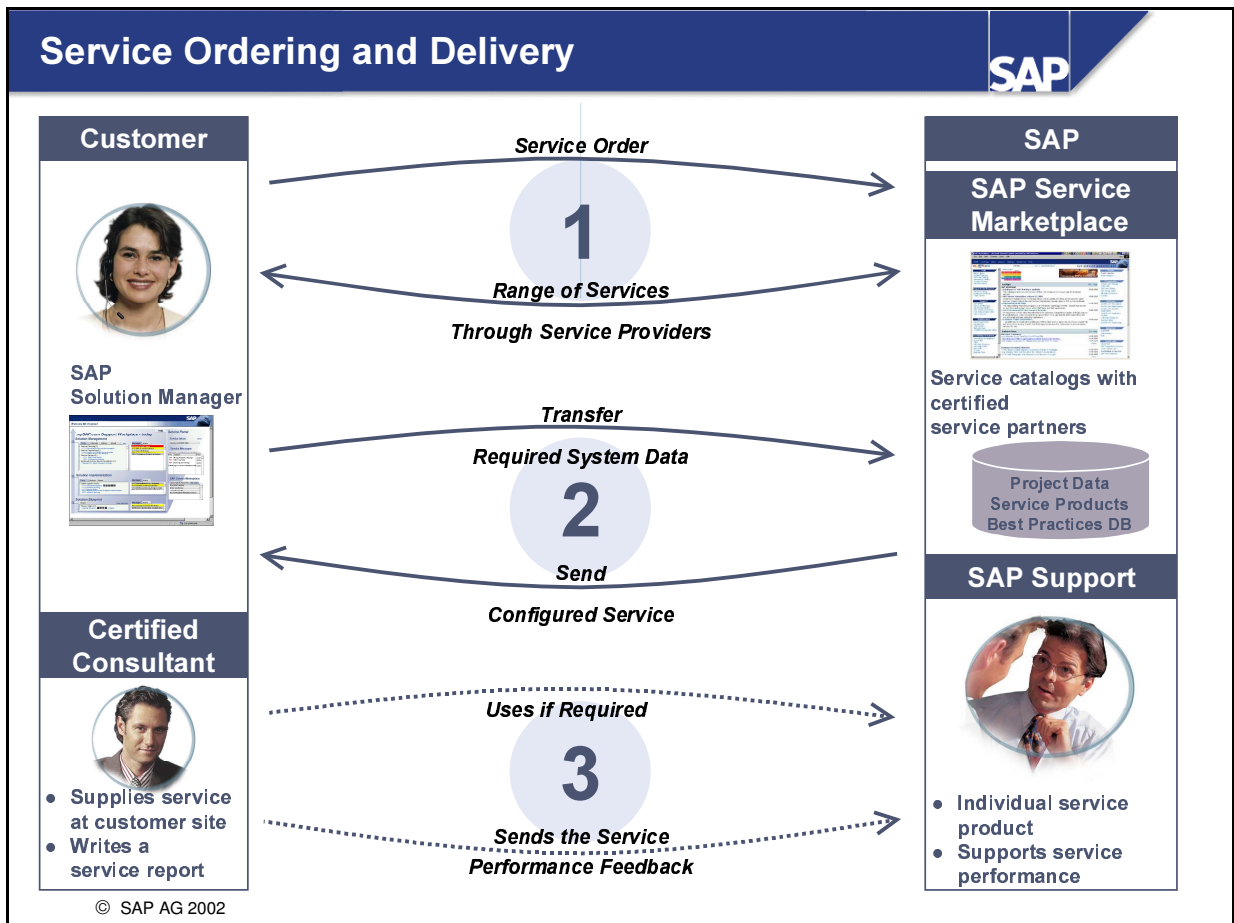 Service Ordering and Delivery
SAP
Customer
SAP
Solution Manager
Certified
Consultant
● Supplies service
at customer site
● Writes a
service report
Service Order
1
Range of Services
Through Service Providers
Transfer
Required System Data
2
Send
Configured Service
Uses if Required
3
Sends the Service
Performance Feedback
SAP
SAP Service
Marketplace
Service catalogs with
certified
service partners
Project Data
Service Products
Best Practices DB
SAP Support
● Individual service
product
● Supports service
performance
© SAP AG 2002